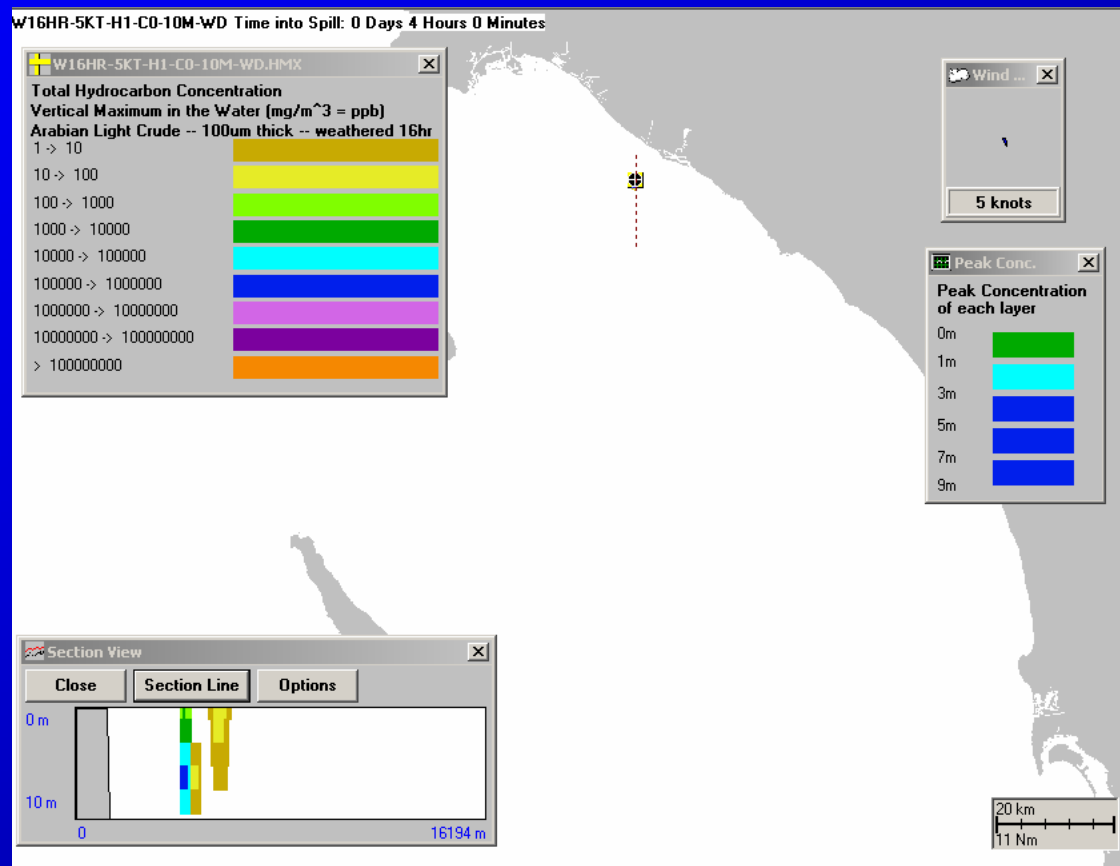 W16HR-5KT-H1-C0-10M-WD Time into Spill: 0 Days 4 Hours 0 Minutes
W16HR-5KT-H1-C0-10M-WD.HMX
Total Hydrocarbon Concentration
Vertical Maximum in the Water (mg/m^3 = ppb)
Arabian Light Crude -- 100um thick -- weathered 16hr
1 -> 10
10 -> 100
100 -> 1000
1000 -> 10000
10000 -> 100000
100000 -> 1000000
1000000 -> 10000000
10000000 -> 100000000
> 100000000
Wind ...
5 knots
Peak Conc.
Peak Concentration
of each layer
0m
1m
3m
5m
7m
9m
Section View
Close Section Line Options
0 m
10 m
0 16194 m
20 km
11 Nm